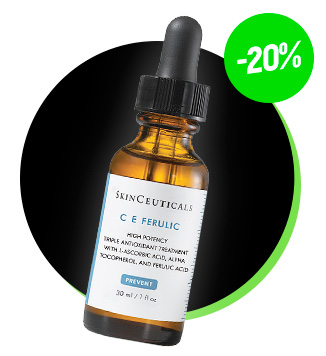 -20%
SKINCEUTICALS
C E FERULIC
HIGH POTENCY
TRIPLE ANTIOXIDANT TREATMENT
WITH L-ASCORBIC ACID, ALPHA
TOCOPHEROL, AND FERULIC ACID
PREVENT
30 ml / 1 fl oz